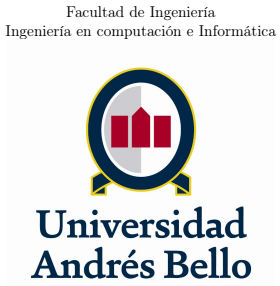 Facultad de Ingeniería
Ingeniería en computación e Informática
Universidad
Andrés Bello